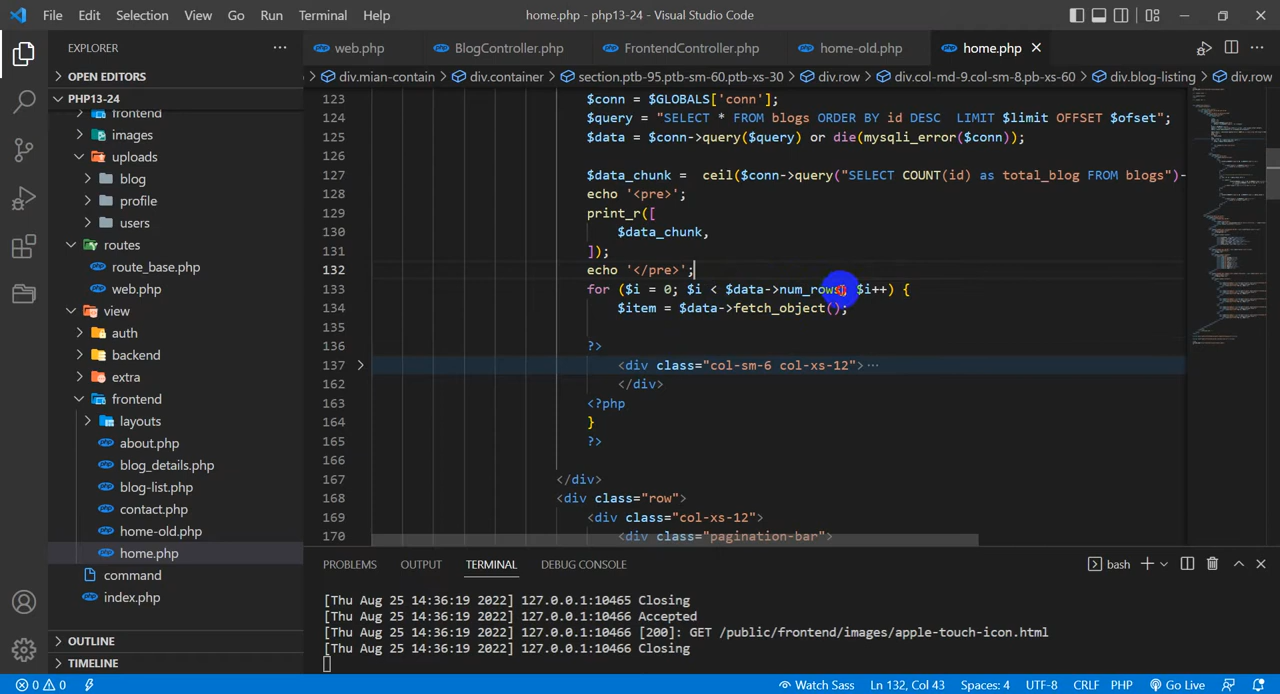 File Edit Selection View Go Run Terminal Help home.php - php13-24 - Visual Studio Code
EXPLORER
OPEN EDITORS
PHP13-24
frontend
images
uploads
blog
profile
users
routes
route_base.php
web.php
view
auth
backend
extra
frontend
layouts
about.php
blog_details.php
blog-list.php
contact.php
home-old.php
home.php
command
index.php
OUTLINE
TIMELINE
web.php BlogController.php FrontendController.php home-old.php home.php
div.mian-contain div.container section.ptb-95.ptb-sm-60.ptb-xs-30 div.row div.col-md-9.col-sm-8.pb-xs-60 div.blog-listing div.row
123 $conn = $GLOBALS['conn'];
124 $query = "SELECT * FROM blogs ORDER BY id DESC  LIMIT $limit OFFSET $ofset";
125 $data = $conn->query($query) or die(mysqli_error($conn));
126
127 $data_chunk =  ceil($conn->query("SELECT COUNT(id) as total_blog FROM blogs")-
128 echo '<pre>';
129 print_r([
130 $data_chunk,
131 ]);
132 echo '</pre>';
133 for ($i = 0; $i < $data->num_rows; $i++) {
134 $item = $data->fetch_object();
135
136 ?>
137 <div class="col-sm-6 col-xs-12">…
162 </div>
163 <?php
164 }
165 ?>
166
167 </div>
168 <div class="row">
169 <div class="col-xs-12">
170 <div class="pagination-bar">
PROBLEMS OUTPUT TERMINAL DEBUG CONSOLE bash
[Thu Aug 25 14:36:19 2022] 127.0.0.1:10465 Closing
[Thu Aug 25 14:36:19 2022] 127.0.0.1:10466 Accepted
[Thu Aug 25 14:36:19 2022] 127.0.0.1:10466 [200]: GET /public/frontend/images/apple-touch-icon.html
[Thu Aug 25 14:36:19 2022] 127.0.0.1:10466 Closing
0 0 Watch Sass Ln 132, Col 43 Spaces: 4 UTF-8 CRLF PHP Go Live